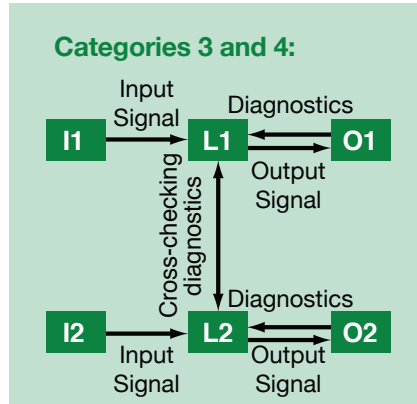 Categories 3 and 4:
Input
Signal
Diagnostics
I1
L1
O1
Output
Signal
Cross-checking
diagnostics
Diagnostics
I2
L2
O2
Input
Signal
Output
Signal